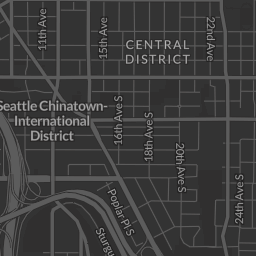 11th Ave
15th Ave
22nd Ave
CENTRAL
DISTRICT
Seattle Chinatown-
International
District
16th Ave S
18th Ave S
20th Ave S
24th Ave S
Poplar Pl S
Sturgu